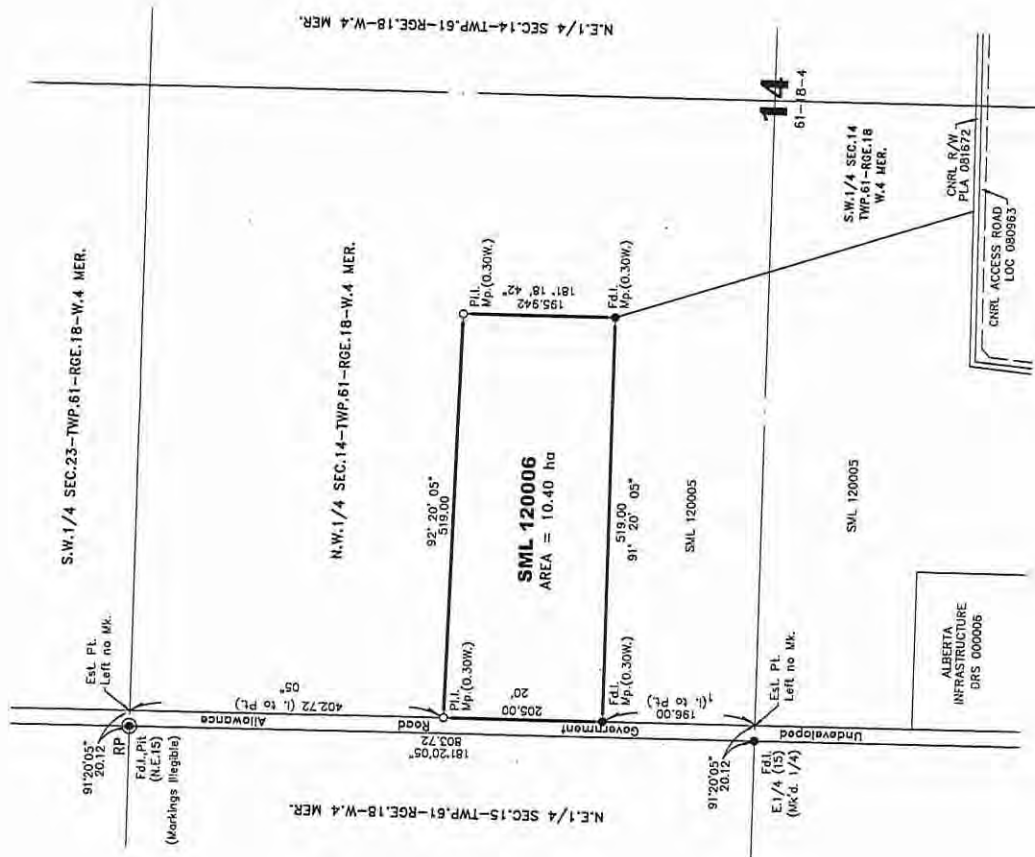 N.E.1/4 SEC.14-TWP.61-RGE.18-W.4 MER.
S.W.1/4 SEC.23-TWP.61-RGE.18-W.4 MER.
N.W.1/4 SEC.14-TWP.61-RGE.18-W.4 MER.
14
61-18-4
S.W.1/4 SEC.14
TWP.61-RGE.18
W.4 MER.
CNRL R/W
PLA 081672
CNRL ACCESS ROAD
LOC 080963
Pl.I.
Mp.(0.30W.)
195.942
181° 18' 42"
Fd.I.
Mp.(0.30W.)
92° 20' 05"
519.00
SML 120006
AREA = 10.40 ha
519.00
91° 20' 05"
SML 120005
SML 120005
Est. Pt.
Left no Mk.
91°20'05"
20.12
RP
Fd.I.,Pit
(N.E.15)
(Markings Illegible)
402.72 (I. to Pt.)
05"
Allowance
Road
181°20'05"
803.72
Pl.I.
Mp.(0.30W.)
205.00
20'
Government
Fd.I.
Mp.(0.30W.)
196.00
(I. to Pt.)
Est. Pt.
Left no Mk.
Undeveloped
91°20'05"
20.12
Fd.I.
E.1/4 (15)
(Mk'd. 1/4)
ALBERTA
INFRASTRUCTURE
DRS 000006
N.E.1/4 SEC.15-TWP.61-RGE.18-W.4 MER.